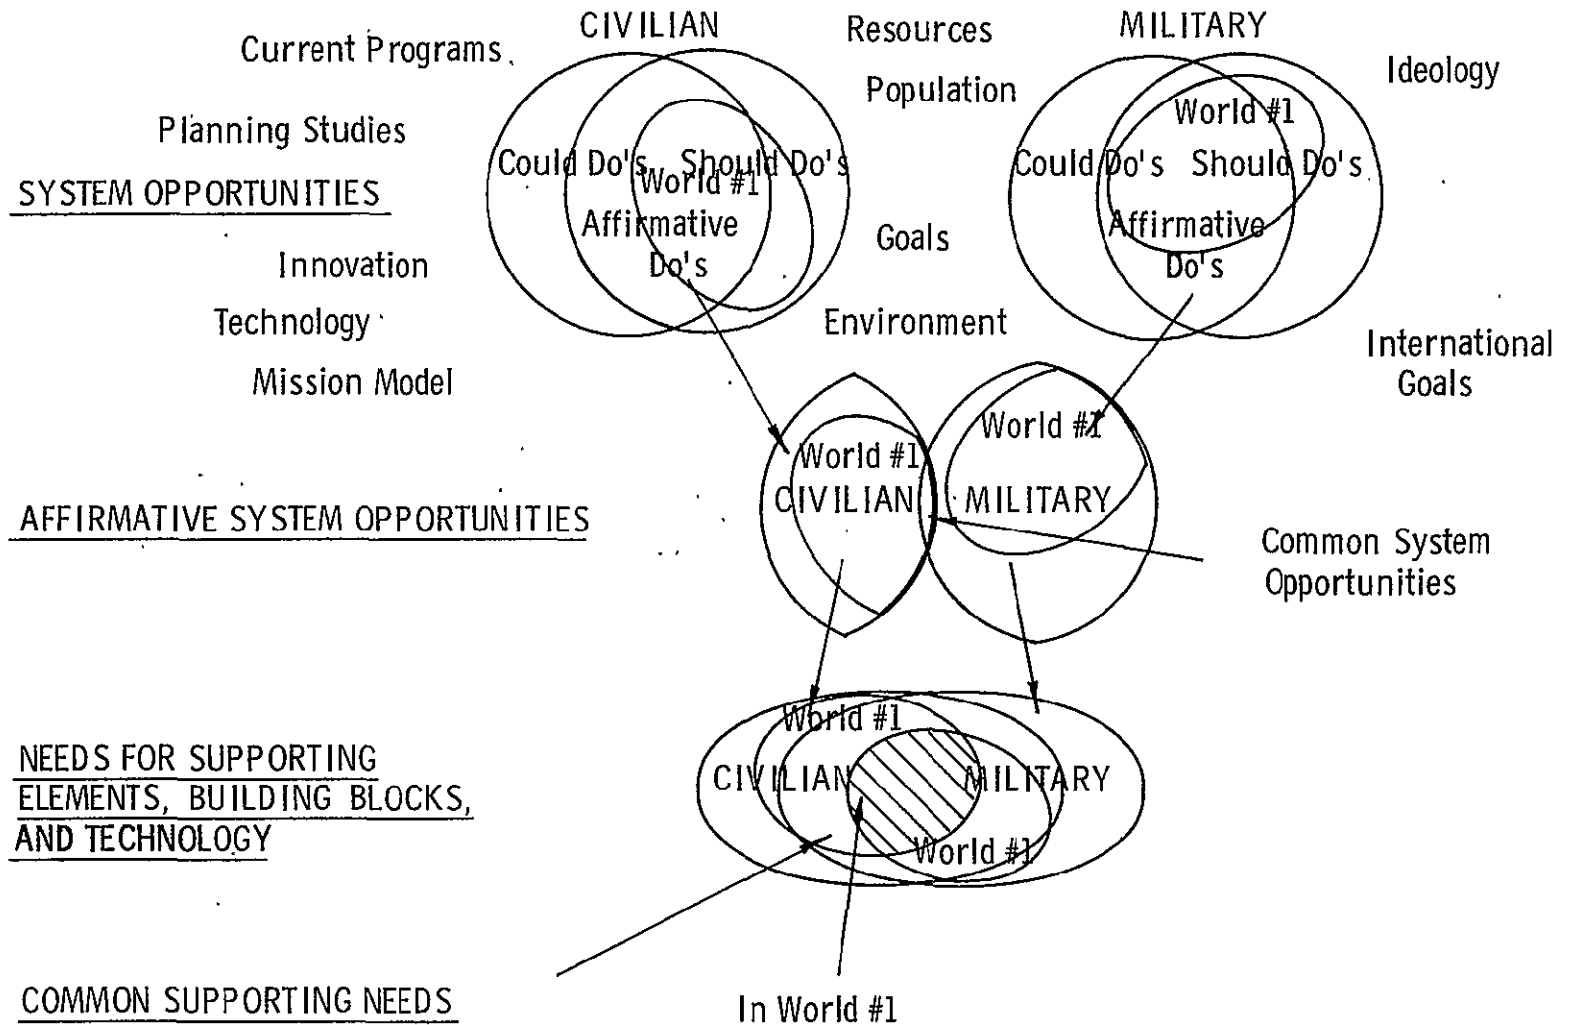 CIVILIAN
Resources
MILITARY
Current Programs
Population
Ideology
Planning Studies
World #1
Could Do's Should Do's
Could Do's Should Do's
World #1
SYSTEM OPPORTUNITIES
Affirmative
Do's
Goals
Affirmative
Do's
Innovation
Technology
Environment
International
Goals
Mission Model
World #1
World #1
CIVILIAN
MILITARY
AFFIRMATIVE SYSTEM OPPORTUNITIES
Common System
Opportunities
World #1
NEEDS FOR SUPPORTING
ELEMENTS, BUILDING BLOCKS,
AND TECHNOLOGY
CIVILIAN
MILITARY
World #1
COMMON SUPPORTING NEEDS
In World #1